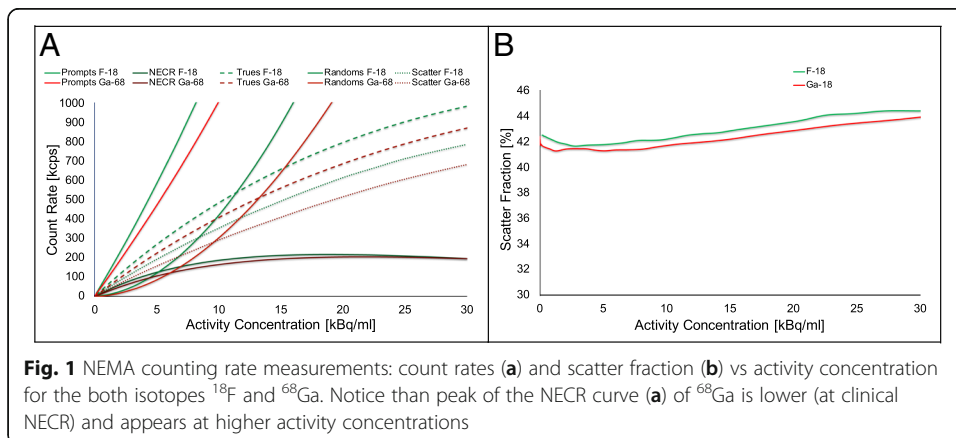 A
Prompts F-18 NECR F-18 Trues F-18 Randoms F-18 Scatter F-18
Prompts Ga-68 NECR Ga-68 Trues Ga-68 Randoms Ga-68 Scatter Ga-68
1000
900
800
700
600
500
400
300
200
100
0
Count Rate [kcps]
0 5 10 15 20 25 30
Activity Concentration [kBq/ml]
B
F-18
Ga-18
46
44
42
40
38
36
34
32
30
Scatter Fraction [%]
0 5 10 15 20 25 30
Activity Concentration [kBq/ml]
Fig. 1 NEMA counting rate measurements: count rates (a) and scatter fraction (b) vs activity concentration
for the both isotopes ¹⁸F and ⁶⁸Ga. Notice than peak of the NECR curve (a) of ⁶⁸Ga is lower (at clinical
NECR) and appears at higher activity concentrations